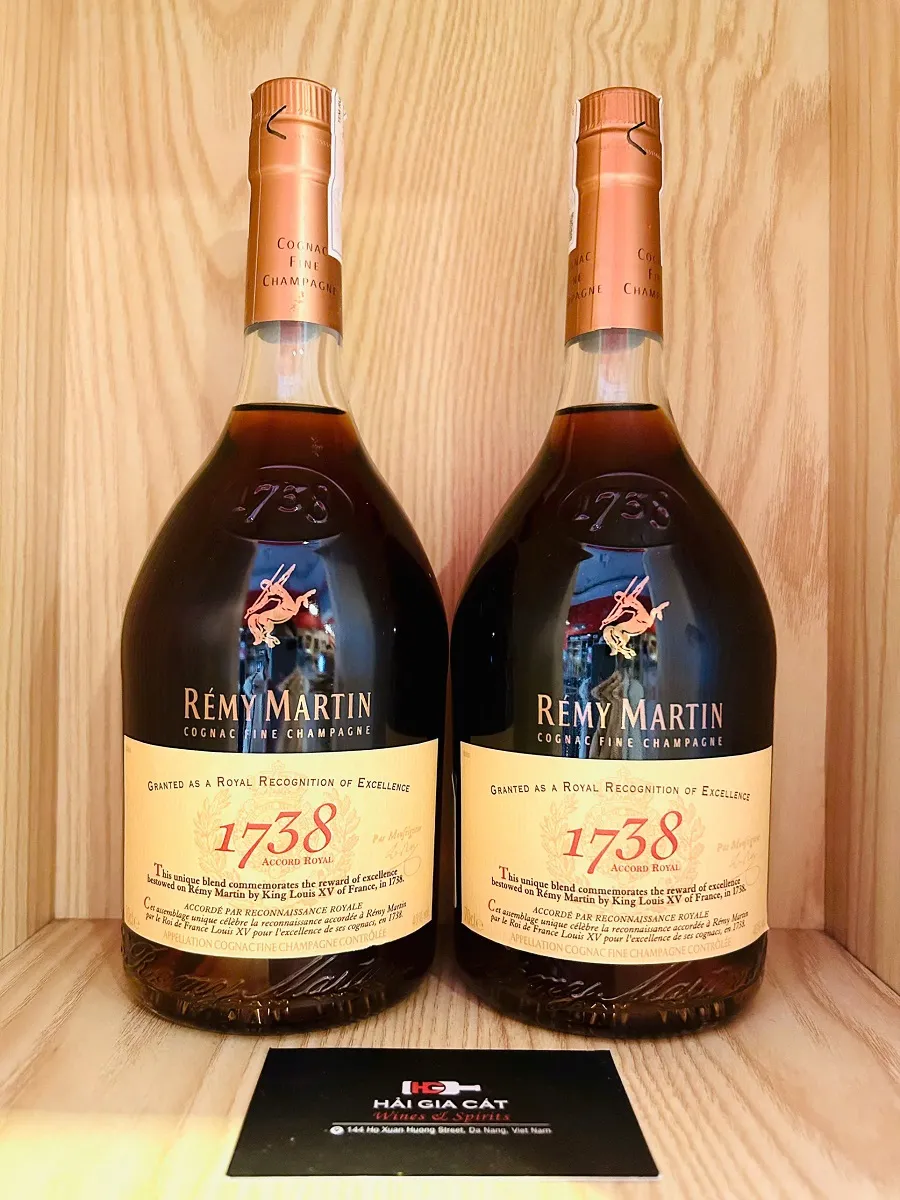 COGNAC
FINE
CHAMPAGNE
1738
RÉMY MARTIN
COGNAC FINE CHAMPAGNE
GRANTED AS A ROYAL RECOGNITION OF EXCELLENCE
1738
ACCORD ROYAL
This unique blend commemorates the reward of excellence
bestowed on Rémy Martin by King Louis XV of France, in 1738.
ACCORDÉ PAR RECONNAISSANCE ROYALE
Cet assemblage unique célèbre la reconnaissance accordée à Rémy Martin
par le Roi de France Louis XV pour l'excellence de ses cognacs, en 1738.
APPELLATION COGNAC FINE CHAMPAGNE CONTRÔLÉE
Remy Martin
1738
RÉMY MARTIN
COGNAC FINE CHAMPAGNE
GRANTED AS A ROYAL RECOGNITION OF EXCELLENCE
1738
ACCORD ROYAL
This unique blend commemorates the reward of excellence
bestowed on Rémy Martin by King Louis XV of France, in 1738.
ACCORDÉ PAR RECONNAISSANCE ROYALE
Cet assemblage unique célèbre la reconnaissance accordée à Rémy Martin
par le Roi de France Louis XV pour l'excellence de ses cognacs, en 1738.
APPELLATION COGNAC FINE CHAMPAGNE CONTRÔLÉE
Remy Martin
HG
HẢI GIA CÁT
Wines & Spirits
144 Ho Xuan Huong Street, Da Nang, Viet Nam